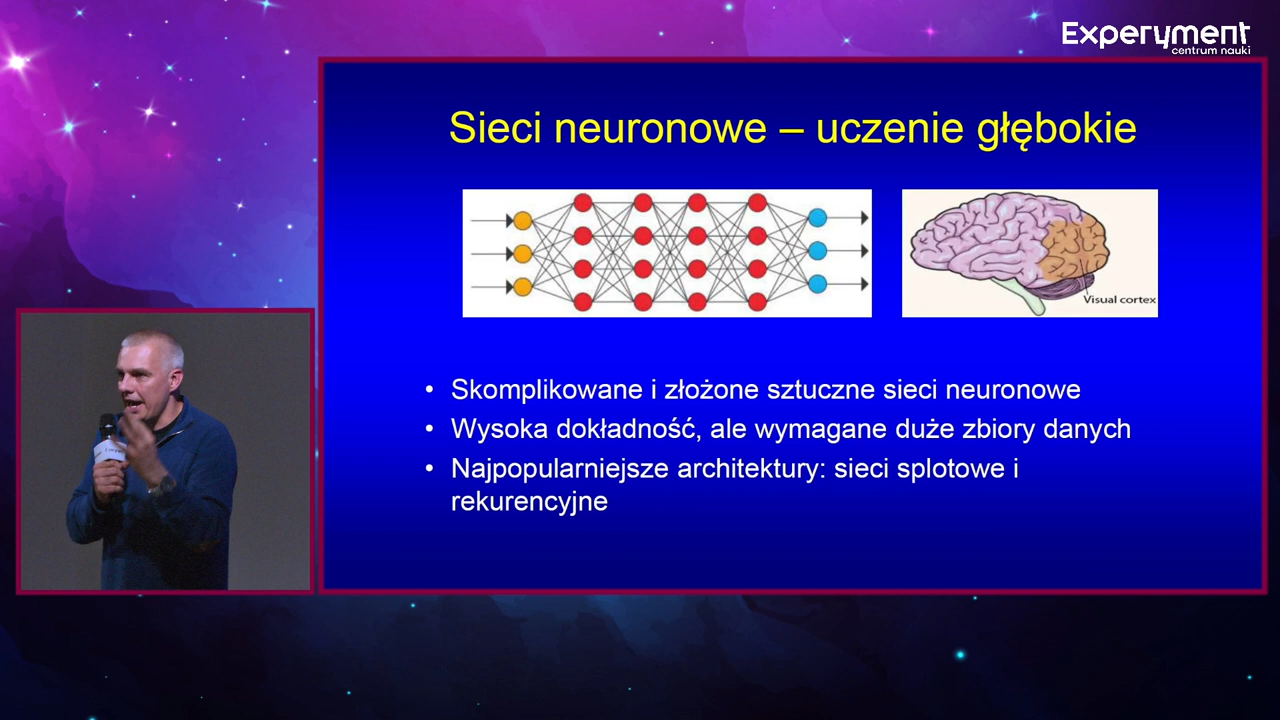 Experyment
centrum nauki
Sieci neuronowe – uczenie głębokie
Visual cortex
• Skomplikowane i złożone sztuczne sieci neuronowe
• Wysoka dokładność, ale wymagane duże zbiory danych
• Najpopularniejsze architektury: sieci splotowe i
rekurencyjne